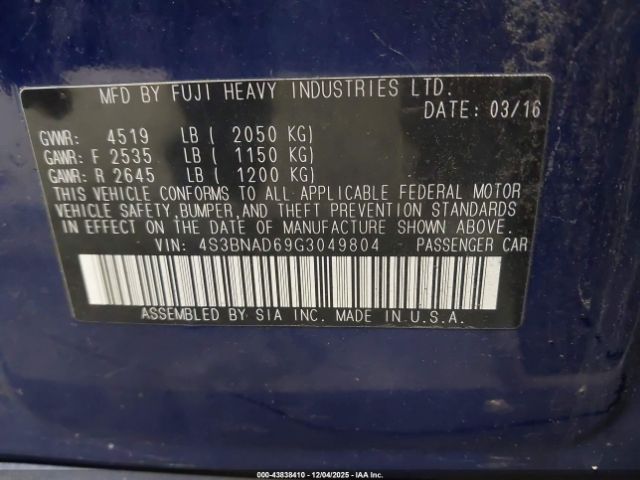 MFD BY FUJI HEAVY INDUSTRIES LTD.
DATE: 03/16
GVWR: 4519 LB ( 2050 KG)
GAWR: F 2535 LB ( 1150 KG)
GAWR: R 2645 LB ( 1200 KG)
THIS VEHICLE CONFORMS TO ALL APPLICABLE FEDERAL MOTOR
VEHICLE SAFETY, BUMPER, AND THEFT PREVENTION STANDARDS
IN EFFECT ON THE DATE OF MANUFACTURE SHOWN ABOVE.
VIN: 4S3BNAD69G3049804 PASSENGER CAR
ASSEMBLED BY SIA INC. MADE IN U.S.A.
000-43838410 - 12/04/2025 - IAAI.COM